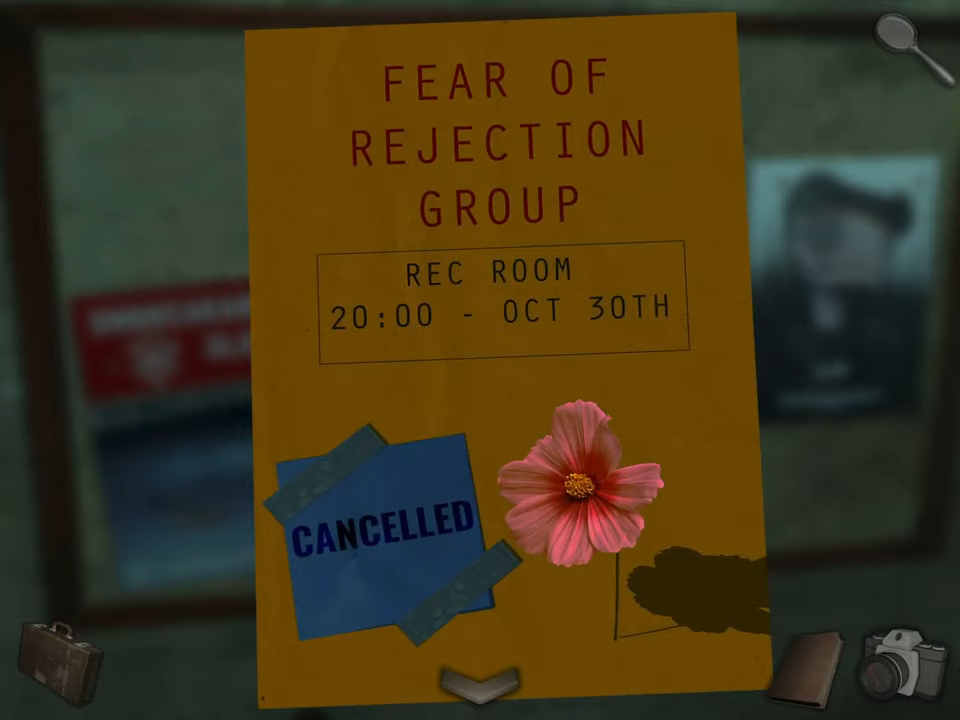 FEAR OF
REJECTION
GROUP
REC ROOM
20:00 - OCT 30TH
CANCELLED